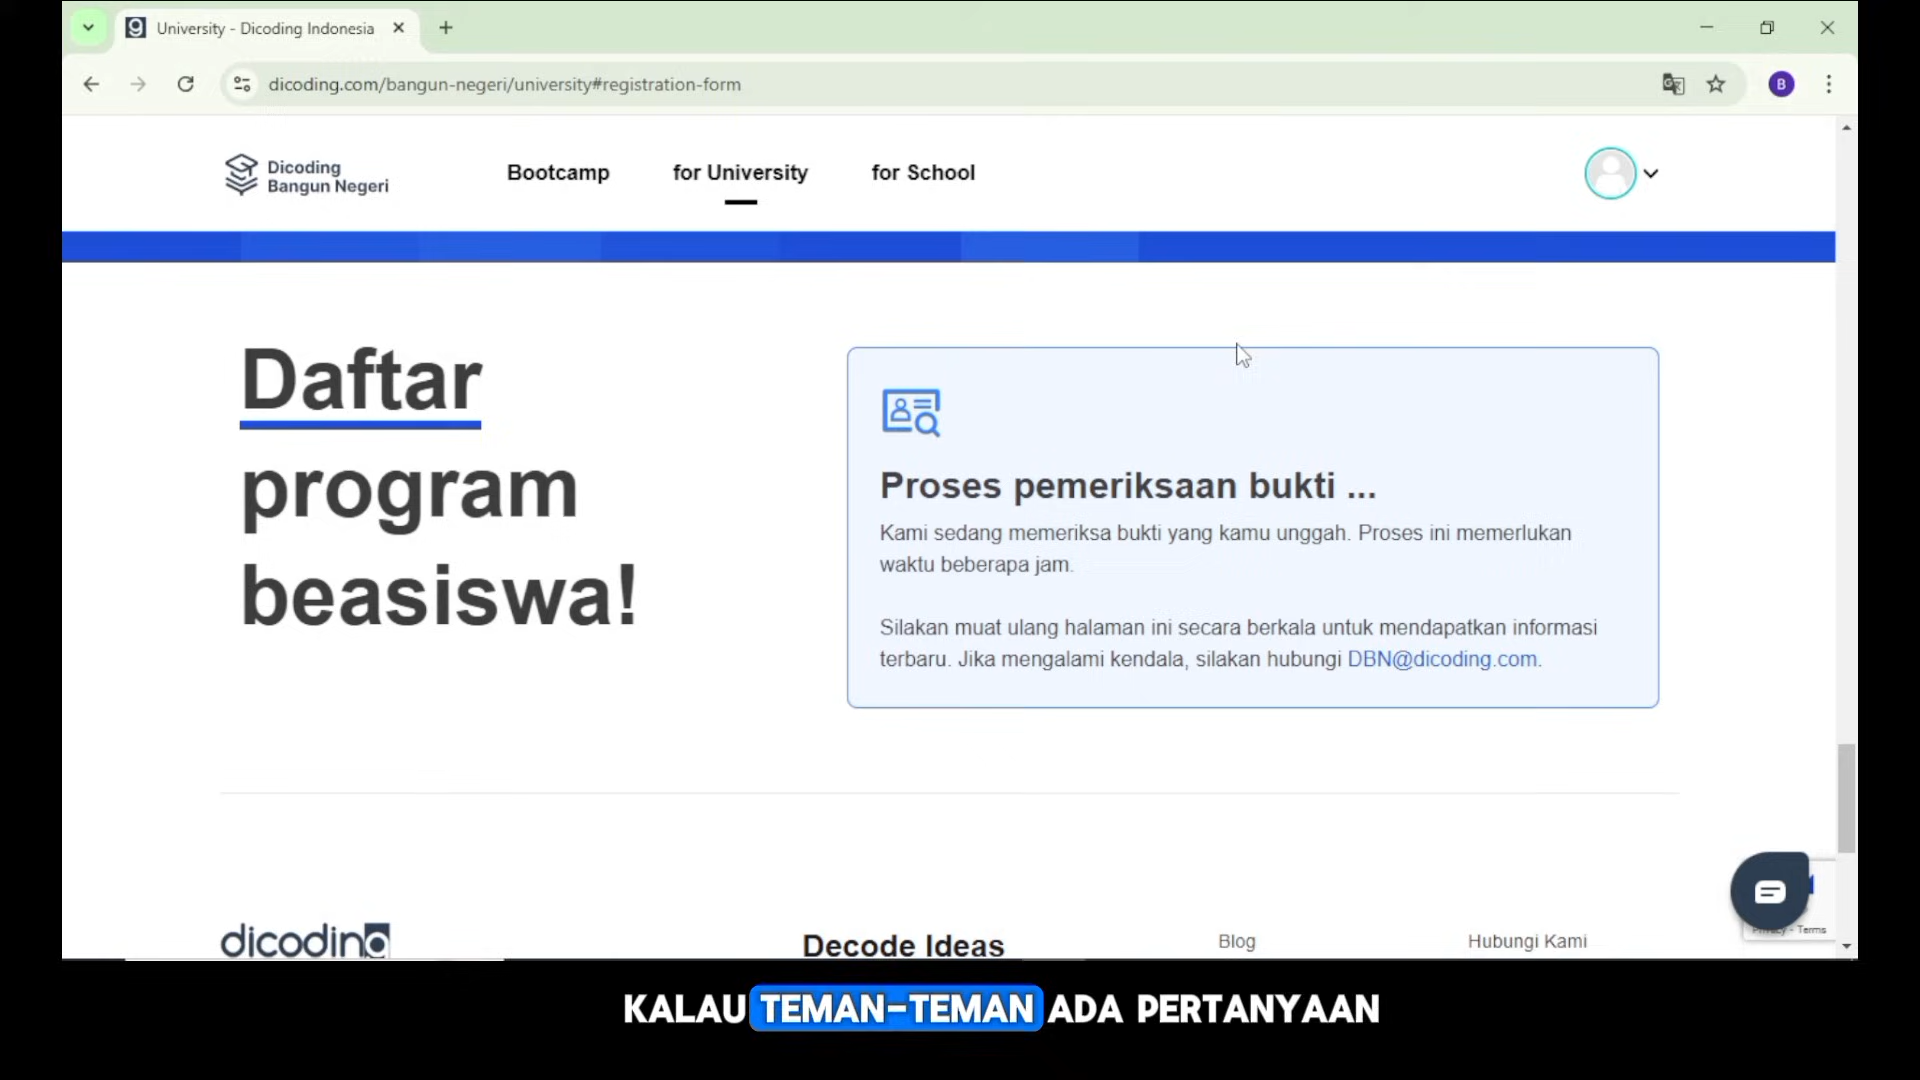 University - Dicoding Indonesia
dicoding.com/bangun-negeri/university#registration-form
B
Dicoding
Bangun Negeri
Bootcamp
for University
for School
Daftar
program
beasiswa!
Proses pemeriksaan bukti ...
Kami sedang memeriksa bukti yang kamu unggah. Proses ini memerlukan
waktu beberapa jam.
Silakan muat ulang halaman ini secara berkala untuk mendapatkan informasi
terbaru. Jika mengalami kendala, silakan hubungi DBN@dicoding.com.
Privacy - Terms
dicoding
Decode Ideas
Blog
Hubungi Kami
KALAU TEMAN-TEMAN ADA PERTANYAAN